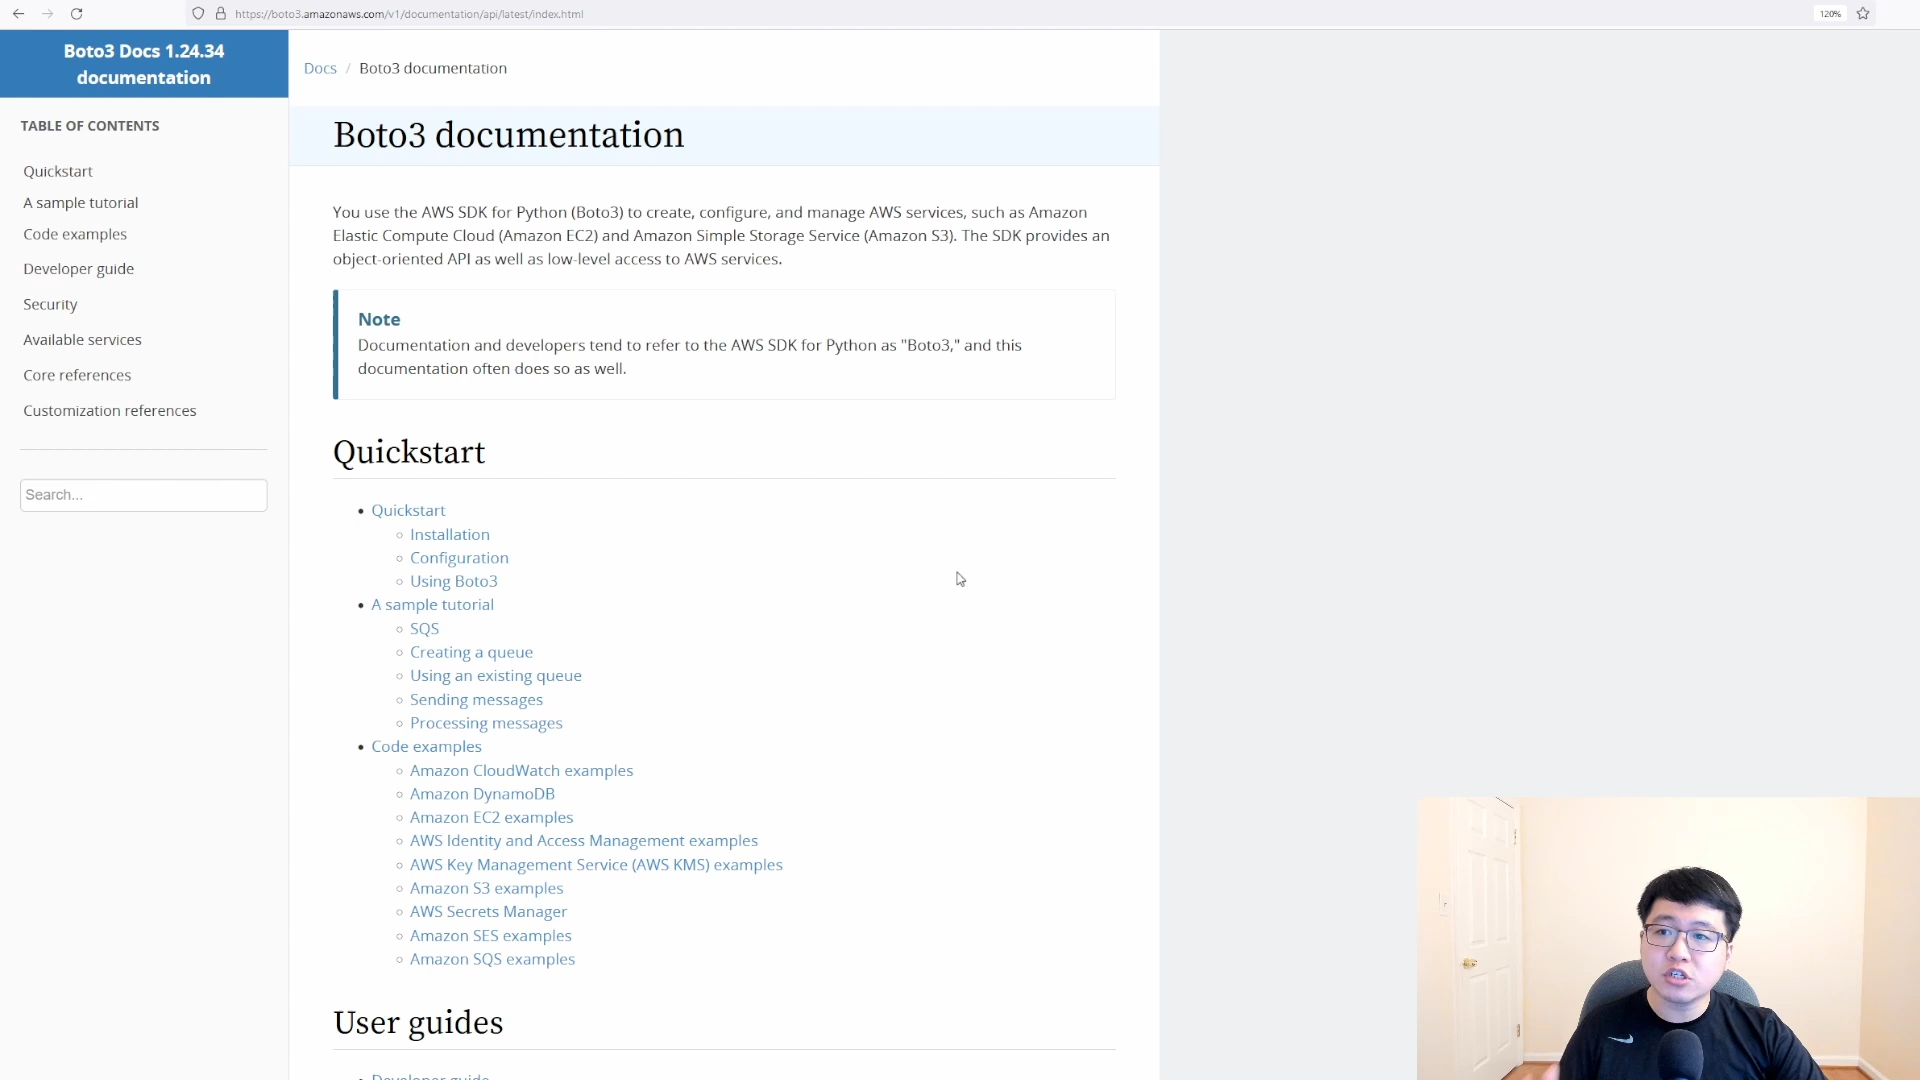 https://boto3.amazonaws.com/v1/documentation/api/latest/index.html
120%
Boto3 Docs 1.24.34
documentation
TABLE OF CONTENTS
Quickstart
A sample tutorial
Code examples
Developer guide
Security
Available services
Core references
Customization references
Search...
Docs / Boto3 documentation
Boto3 documentation
You use the AWS SDK for Python (Boto3) to create, configure, and manage AWS services, such as Amazon
Elastic Compute Cloud (Amazon EC2) and Amazon Simple Storage Service (Amazon S3). The SDK provides an
object-oriented API as well as low-level access to AWS services.
Note
Documentation and developers tend to refer to the AWS SDK for Python as "Boto3," and this
documentation often does so as well.
Quickstart
Quickstart
Installation
Configuration
Using Boto3
A sample tutorial
SQS
Creating a queue
Using an existing queue
Sending messages
Processing messages
Code examples
Amazon CloudWatch examples
Amazon DynamoDB
Amazon EC2 examples
AWS Identity and Access Management examples
AWS Key Management Service (AWS KMS) examples
Amazon S3 examples
AWS Secrets Manager
Amazon SES examples
Amazon SQS examples
User guides
Developer guide